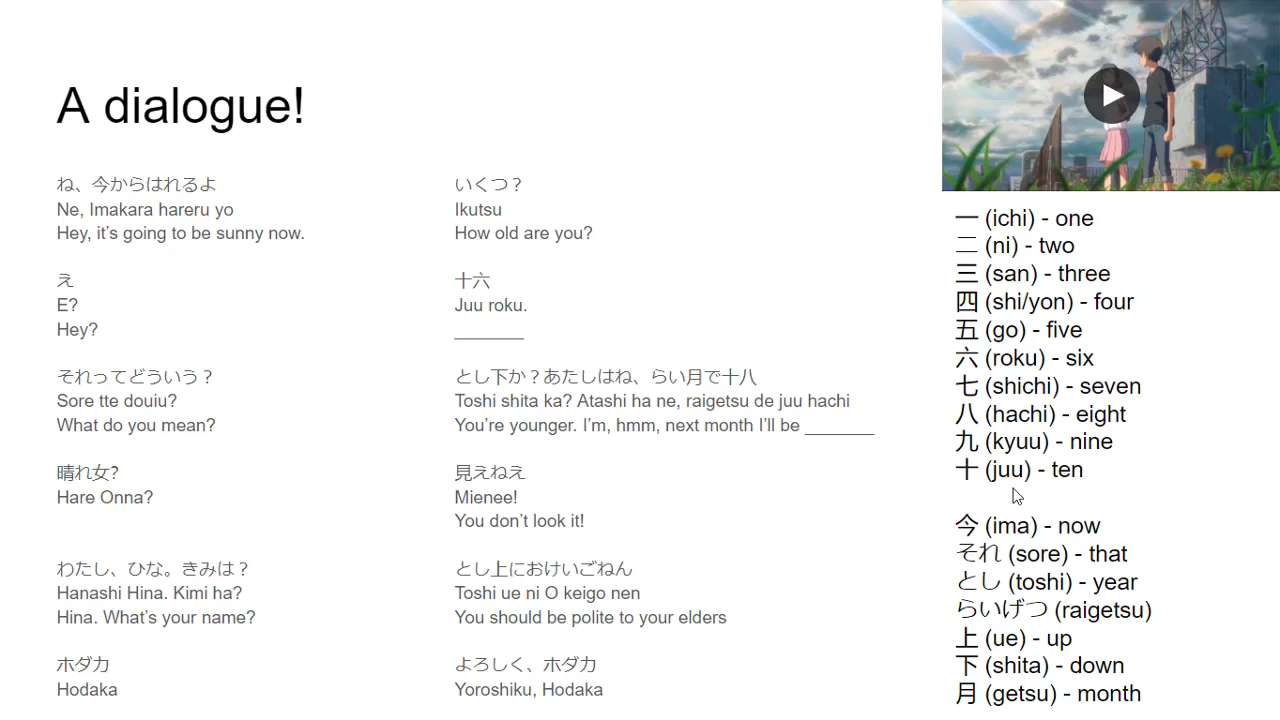 A dialogue!
ね、今からはれるよ
Ne, Imakara hareru yo
Hey, it's going to be sunny now.
え
E?
Hey?
それってどういう？
Sore tte douiu?
What do you mean?
晴れ女?
Hare Onna?
わたし、ひな。きみは？
Hanashi Hina. Kimi ha?
Hina. What's your name?
ホダカ
Hodaka
いくつ？
Ikutsu
How old are you?
十六
Juu roku.
_______
とし下か？あたしはね、らい月で十八
Toshi shita ka? Atashi ha ne, raigetsu de juu hachi
You're younger. I'm, hmm, next month I'll be _______
見えねえ
Mienee!
You don't look it!
とし上におけいごねん
Toshi ue ni O keigo nen
You should be polite to your elders
よろしく、ホダカ
Yoroshiku, Hodaka
一 (ichi) - one
二 (ni) - two
三 (san) - three
四 (shi/yon) - four
五 (go) - five
六 (roku) - six
七 (shichi) - seven
八 (hachi) - eight
九 (kyuu) - nine
十 (juu) - ten
今 (ima) - now
それ (sore) - that
とし (toshi) - year
らいげつ (raigetsu)
上 (ue) - up
下 (shita) - down
月 (getsu) - month